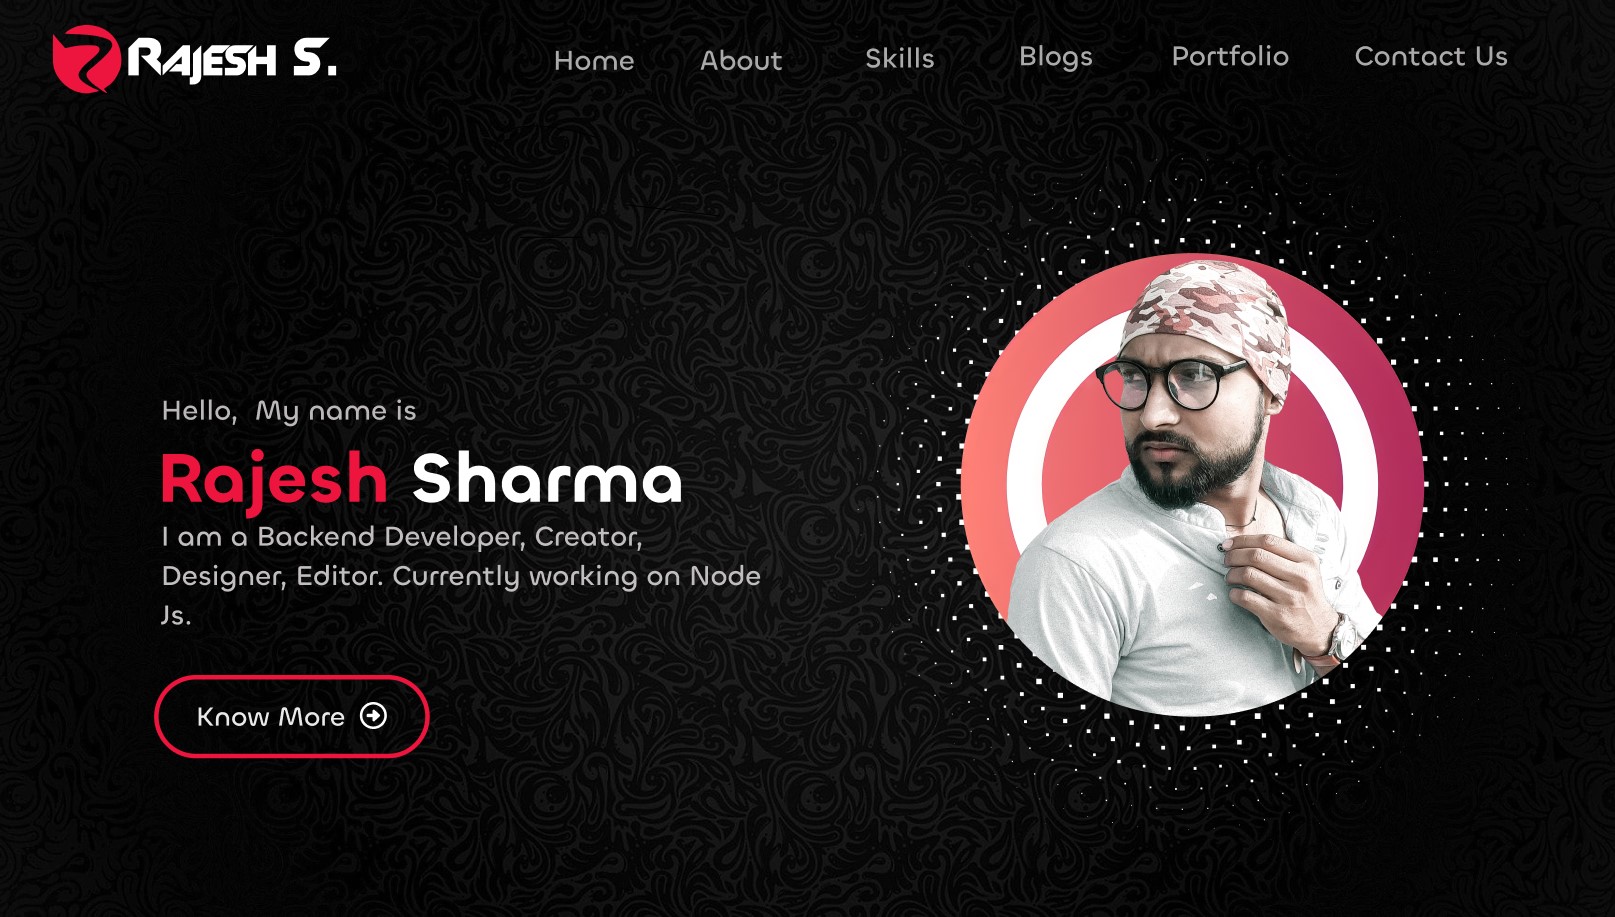 RAJESH S.
Home About Skills Blogs Portfolio Contact Us
Hello, My name is
Rajesh Sharma
I am a Backend Developer, Creator,
Designer, Editor. Currently working on Node
Js.
Know More